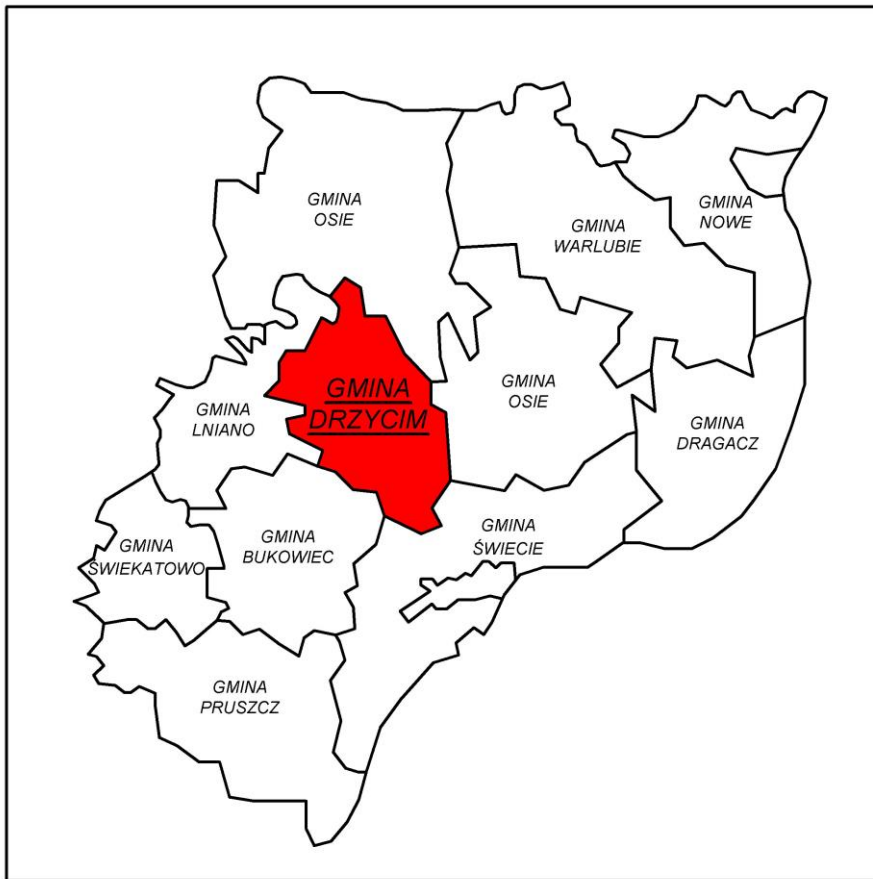 GMINA
OSIE
GMINA
WARLUBIE
GMINA
NOWE
GMINA
DRZYCIM
GMINA
OSIE
GMINA
LNIANO
GMINA
DRAGACZ
GMINA
ŚWIEKATOWO
GMINA
BUKOWIEC
GMINA
ŚWIECIE
GMINA
PRUSZCZ